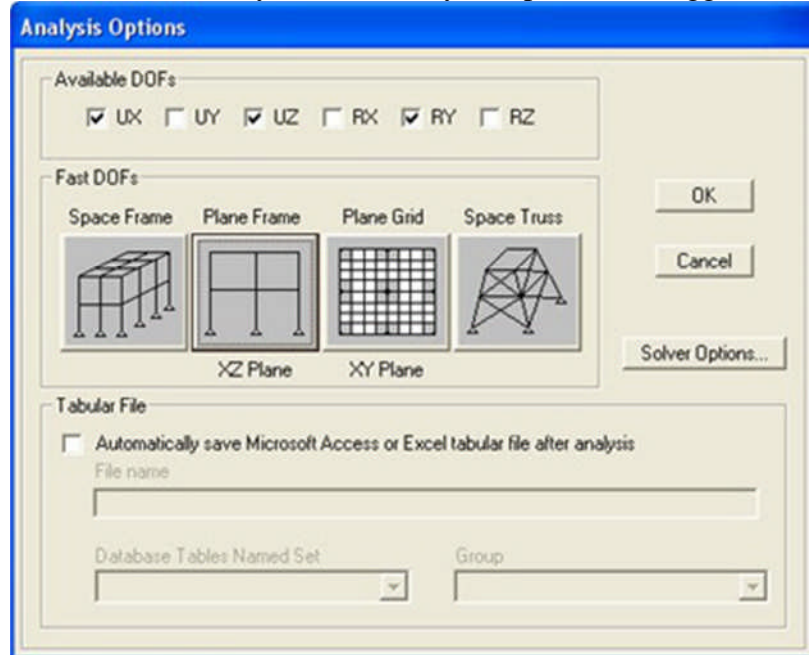 Analysis Options
Available DOFs
UX UY UZ RX RY RZ
Fast DOFs
Space Frame Plane Frame Plane Grid Space Truss
XZ Plane XY Plane
OK
Cancel
Solver Options...
Tabular File
Automatically save Microsoft Access or Excel tabular file after analysis
File name
Database Tables Named Set Group